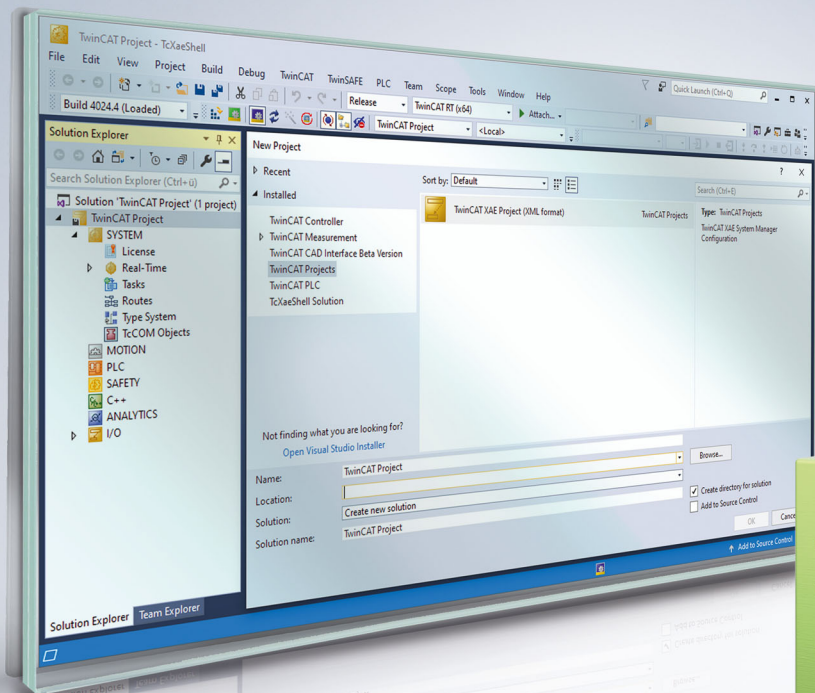 TwinCAT Project - TcXaeShell
File Edit View Project Build Debug TwinCAT TwinSAFE PLC Team Scope Tools Window Help
Quick Launch (Ctrl+Q)
Release TwinCAT RT (x64) Attach...
Build 4024.4 (Loaded) TwinCAT Project <Local>
Solution Explorer
Search Solution Explorer (Ctrl+ü)
Solution 'TwinCAT Project' (1 project)
TwinCAT Project
SYSTEM
License
Real-Time
Tasks
Routes
Type System
TcCOM Objects
MOTION
PLC
SAFETY
C++
ANALYTICS
I/O
Solution Explorer Team Explorer
New Project
? X
Recent
Installed
TwinCAT Controller
TwinCAT Measurement
TwinCAT CAD Interface Beta Version
TwinCAT Projects
TwinCAT PLC
TcXaeShell Solution
Not finding what you are looking for?
Open Visual Studio Installer
Sort by: Default
TwinCAT XAE Project (XML format) TwinCAT Projects
Search (Ctrl+E)
Type: TwinCAT Projects
TwinCAT XAE System Manager
Configuration
Name: TwinCAT Project
Location:
Browse...
Solution: Create new solution
Solution name: TwinCAT Project
Create directory for solution
Add to Source Control
OK Cance
Add to Source Control